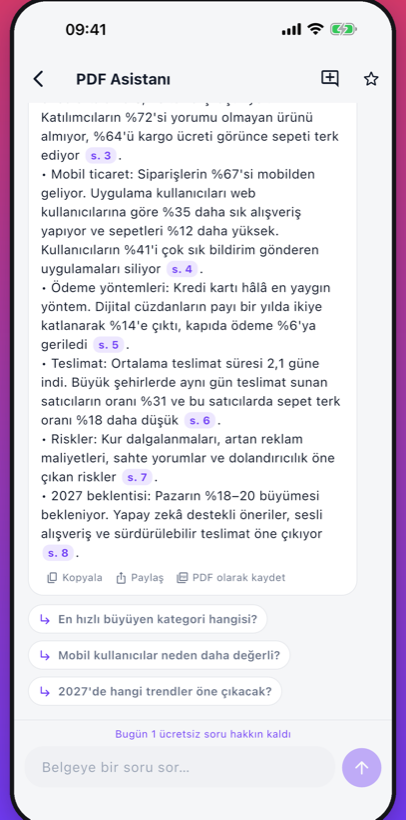 09:41
PDF Asistanı
Katılımcıların %72'si yorumu olmayan ürünü
almıyor, %64'ü kargo ücreti görünce sepeti terk
ediyor s. 3 .
• Mobil ticaret: Siparişlerin %67'si mobilden
geliyor. Uygulama kullanıcıları web
kullanıcılarına göre %35 daha sık alışveriş
yapıyor ve sepetleri %12 daha yüksek.
Kullanıcıların %41'i çok sık bildirim gönderen
uygulamaları siliyor s. 4 .
• Ödeme yöntemleri: Kredi kartı hâlâ en yaygın
yöntem. Dijital cüzdanların payı bir yılda ikiye
katlanarak %14'e çıktı, kapıda ödeme %6'ya
geriledi s. 5 .
• Teslimat: Ortalama teslimat süresi 2,1 güne
indi. Büyük şehirlerde aynı gün teslimat sunan
satıcıların oranı %31 ve bu satıcılarda sepet terk
oranı %18 daha düşük s. 6 .
• Riskler: Kur dalgalanmaları, artan reklam
maliyetleri, sahte yorumlar ve dolandırıcılık öne
çıkan riskler s. 7 .
• 2027 beklentisi: Pazarın %18–20 büyümesi
bekleniyor. Yapay zekâ destekli öneriler, sesli
alışveriş ve sürdürülebilir teslimat öne çıkıyor
s. 8 .
Kopyala Paylaş PDF olarak kaydet
En hızlı büyüyen kategori hangisi?
Mobil kullanıcılar neden daha değerli?
2027'de hangi trendler öne çıkacak?
Bugün 1 ücretsiz soru hakkın kaldı
Belgeye bir soru sor...